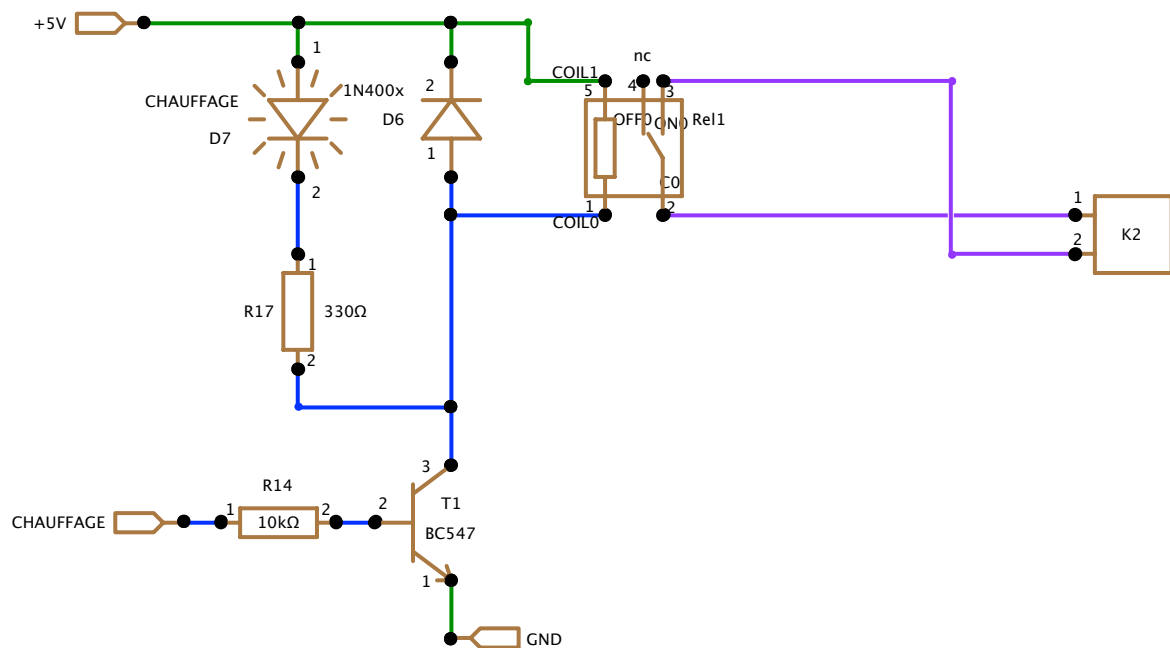 +5V
1
CHAUFFAGE
D7
2
2
1N400x
D6
1
nc
COIL1
4
5
3
OFF0
ON0
Rel1
C0
1
2
COIL0
1
2
K2
1
R17
330Ω
2
R14
1
10kΩ
2
CHAUFFAGE
2
3
T1
BC547
1
GND